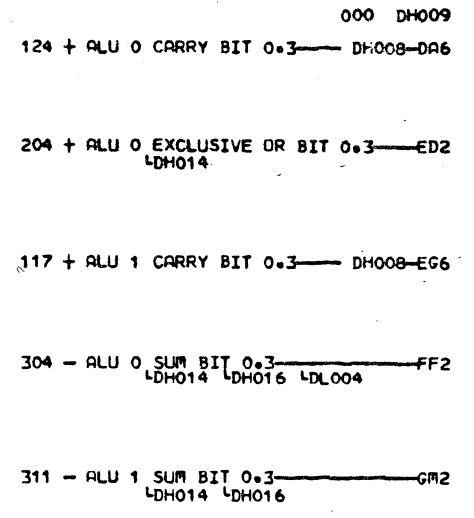 000 DH009
124 + ALU 0 CARRY BIT 0.3 DH008 DA6
204 + ALU 0 EXCLUSIVE OR BIT 0.3 ED2
DH014
117 + ALU 1 CARRY BIT 0.3 DH008 EG6
304 - ALU 0 SUM BIT 0.3 FF2
DH014 DH016 DL004
311 - ALU 1 SUM BIT 0.3 GM2
DH014 DH016